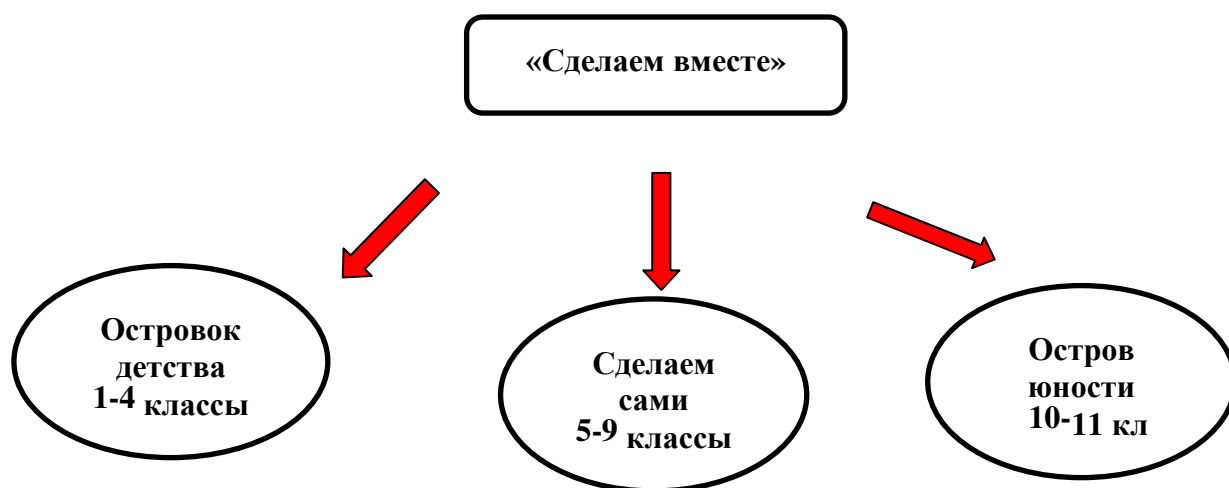 «Сделаем вместе»
Островок
детства
1-4 классы
Сделаем
сами
5-9 классы
Остров
юности
10-11 кл